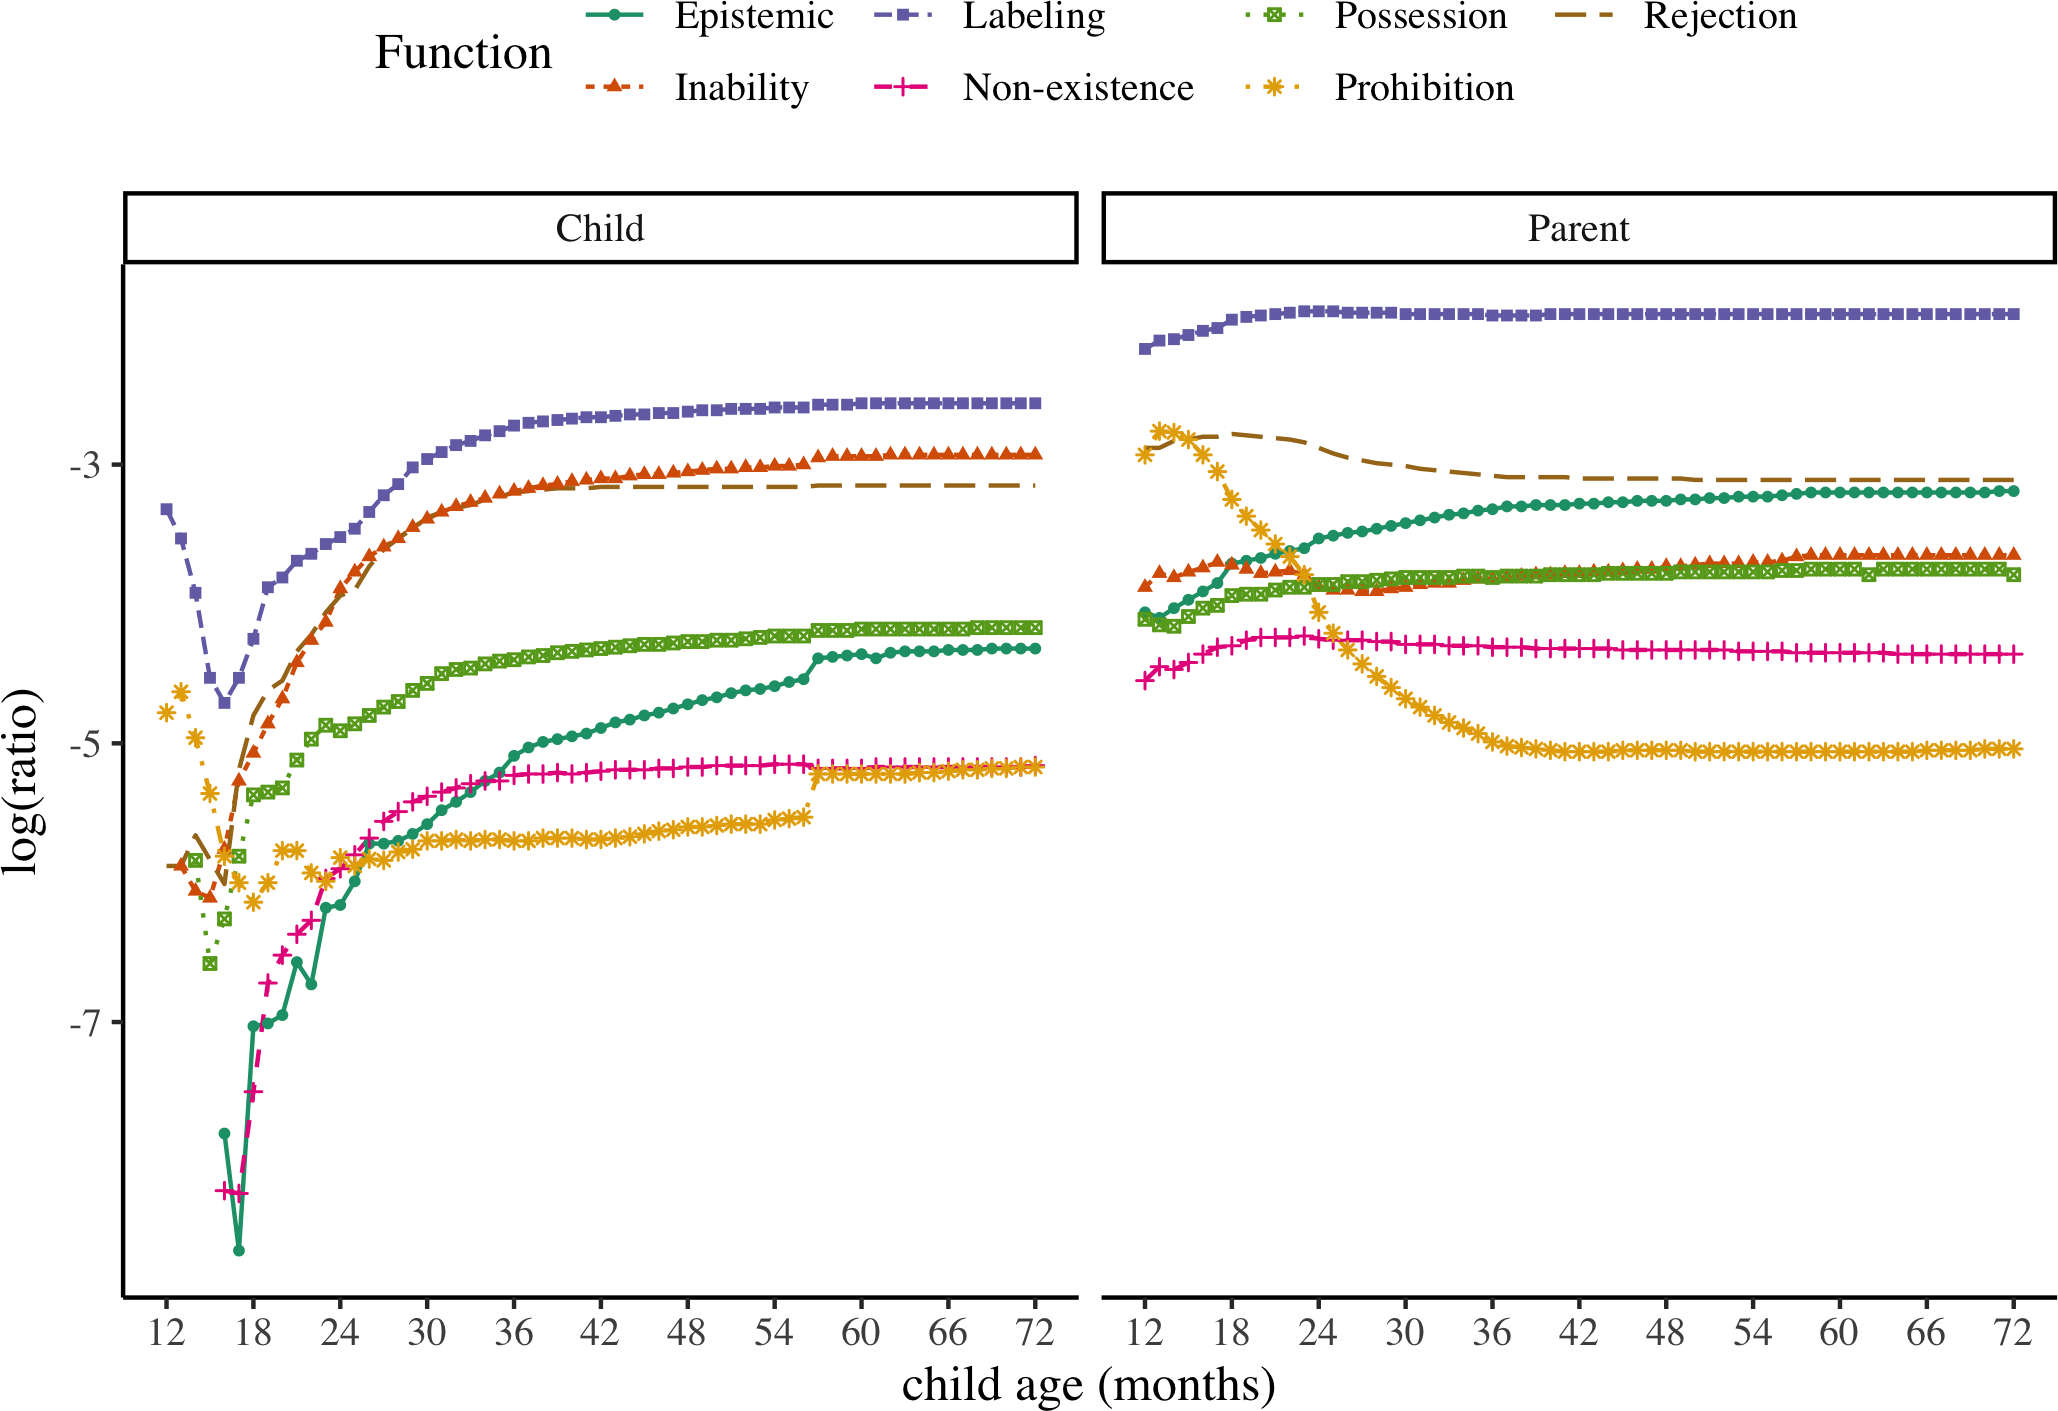 Function
Epistemic Labeling Possession Rejection
Inability Non-existence Prohibition
Child Parent
log(ratio)
-3
-5
-7
12 18 24 30 36 42 48 54 60 66 72 12 18 24 30 36 42 48 54 60 66 72
child age (months)